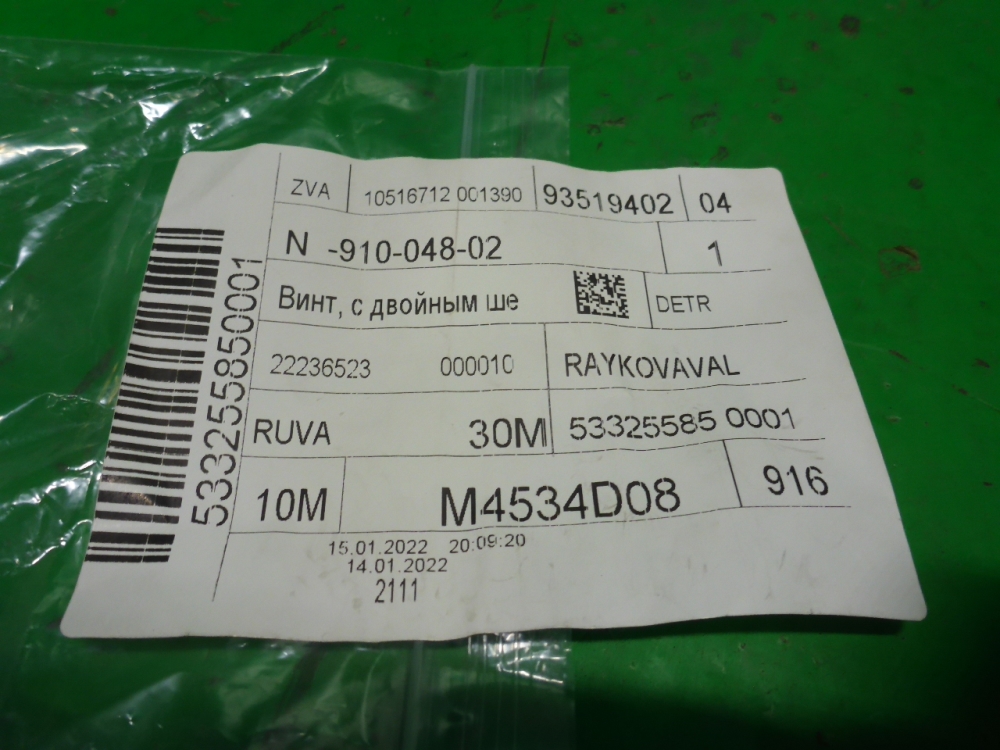 ZVA 10516712 001390 93519402 04
N -910-048-02 1
Винт, с двойным ше DETR
22236523 000010 RAYKOVAVAL
RUVA 30M 53325585 0001
10M M4534D08 916
15.01.2022 20:09:20
14.01.2022
2111
533255850001